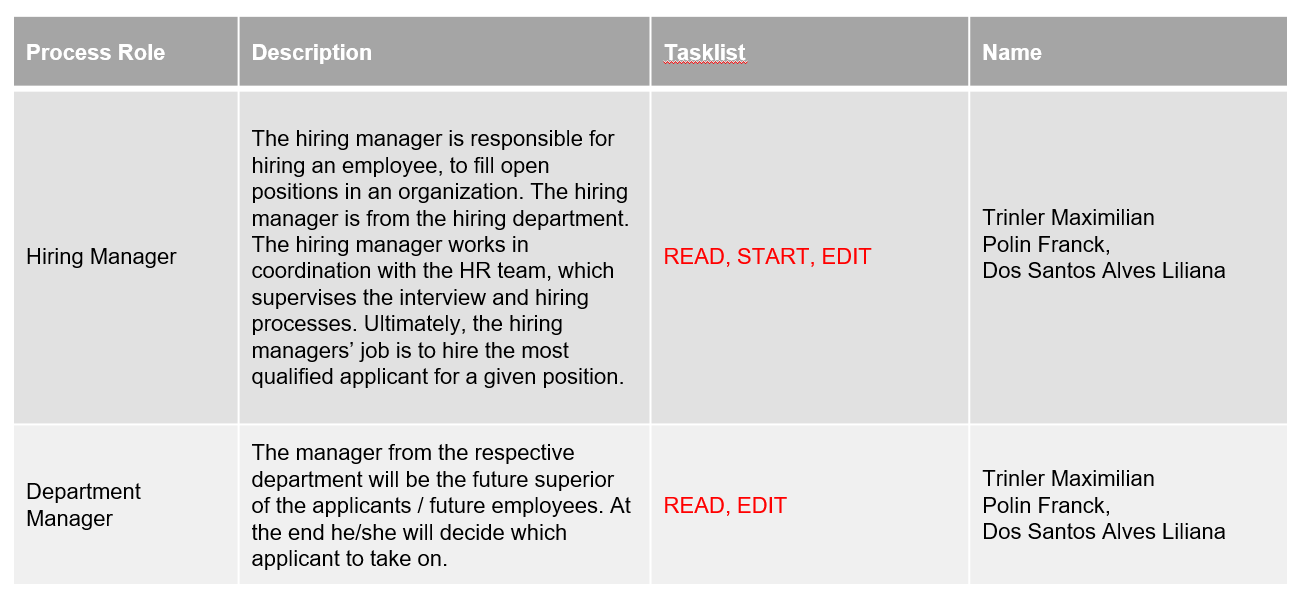 Process Role
Description
Tasklist
Name
Hiring Manager
The hiring manager is responsible for
hiring an employee, to fill open
positions in an organization. The hiring
manager is from the hiring department.
The hiring manager works in
coordination with the HR team, which
supervises the interview and hiring
processes. Ultimately, the hiring
managers’ job is to hire the most
qualified applicant for a given position.
READ, START, EDIT
Trinler Maximilian
Polin Franck,
Dos Santos Alves Liliana
Department
Manager
The manager from the respective
department will be the future superior
of the applicants / future employees. At
the end he/she will decide which
applicant to take on.
READ, EDIT
Trinler Maximilian
Polin Franck,
Dos Santos Alves Liliana